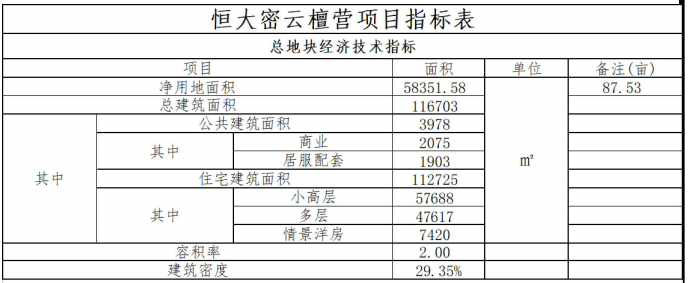 恒大密云檀营项目指标表
总地块经济技术指标
项目 面积 单位 备注(亩)
净用地面积 58351.58 87.53
总建筑面积 116703
公共建筑面积 3978
商业 2075
其中
居服配套 1903
m²
其中
住宅建筑面积 112725
小高层 57688
其中 多层 47617
情景洋房 7420
容积率 2.00
建筑密度 29.35%